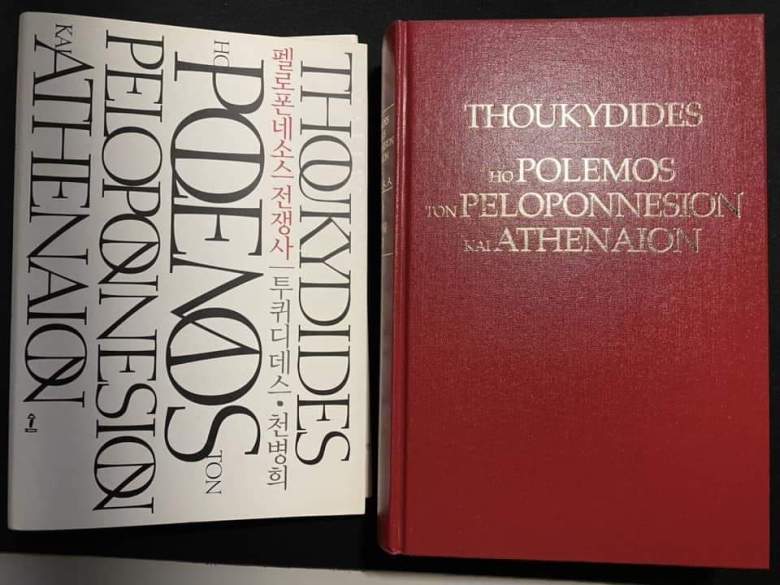 THOUKYDIDES
펠로폰네소스 전쟁사 | 투퀴디데스 · 천병희
HO POLEMOS TON
PELOPONNESION
KAI ATHENAION
THOUKYDIDES
HO POLEMOS
TON PELOPONNESION
KAI ATHENAION